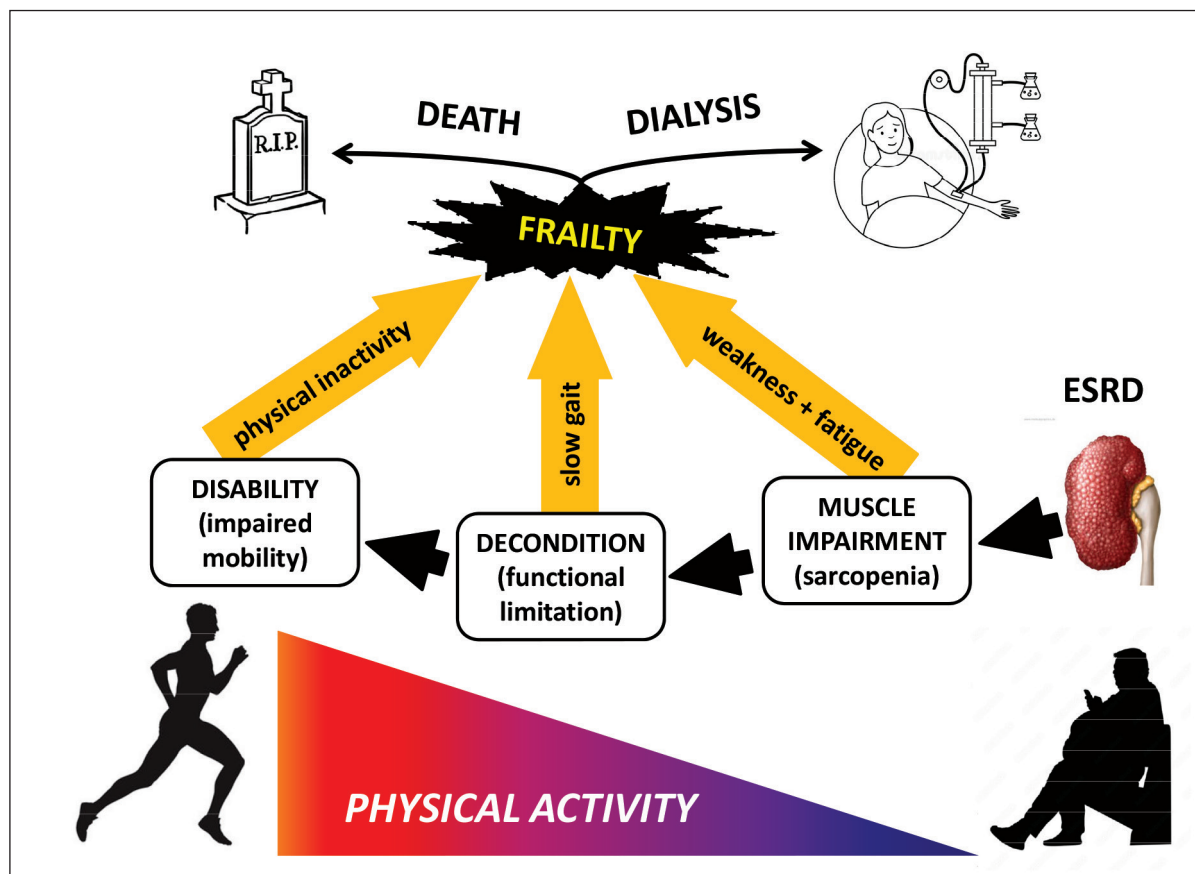 R.I.P.
DEATH
DIALYSIS
FRAILTY
physical inactivity
slow gait
weakness + fatigue
ESRD
DISABILITY
(impaired
mobility)
DECONDITION
(functional
limitation)
MUSCLE
IMPAIRMENT
(sarcopenia)
PHYSICAL ACTIVITY